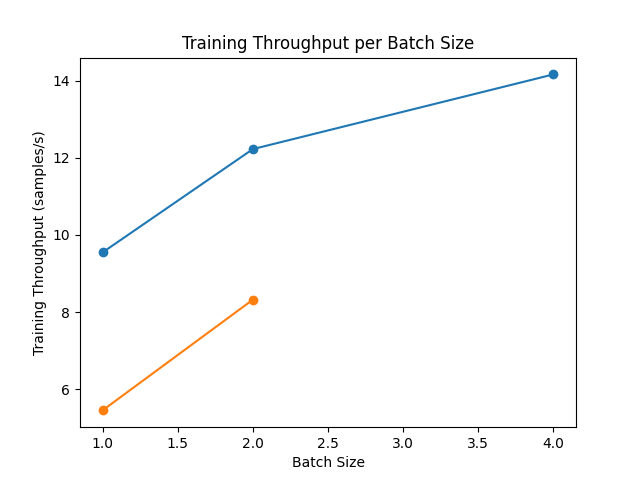 Training Throughput per Batch Size
14
12
10
8
6
Training Throughput (samples/s)
1.0 1.5 2.0 2.5 3.0 3.5 4.0
Batch Size